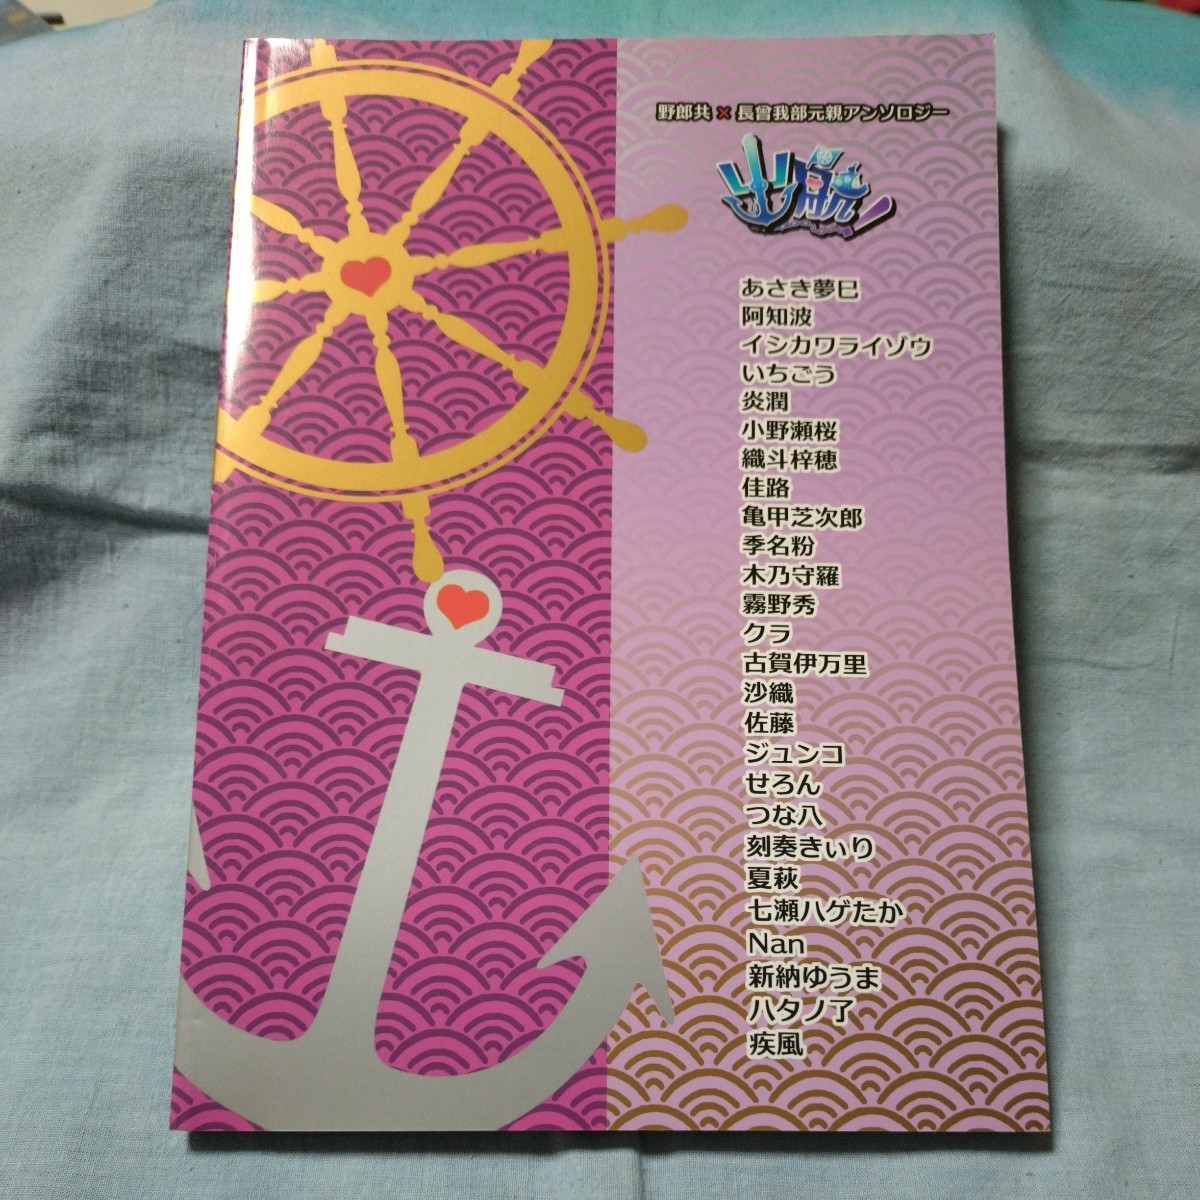 野郎共×長曾我部元親アンソロジー
出航!
あさき夢巳
阿知波
イシカワライゾウ
いちごう
炎潤
小野瀬桜
織斗梓穂
佳路
亀甲芝次郎
季名粉
木乃守羅
霧野秀
クラ
古賀伊万里
沙織
佐藤
ジュンコ
せろん
つな八
刻奏きぃり
夏萩
七瀬ハゲたか
Nan
新納ゆうま
ハタノ了
疾風